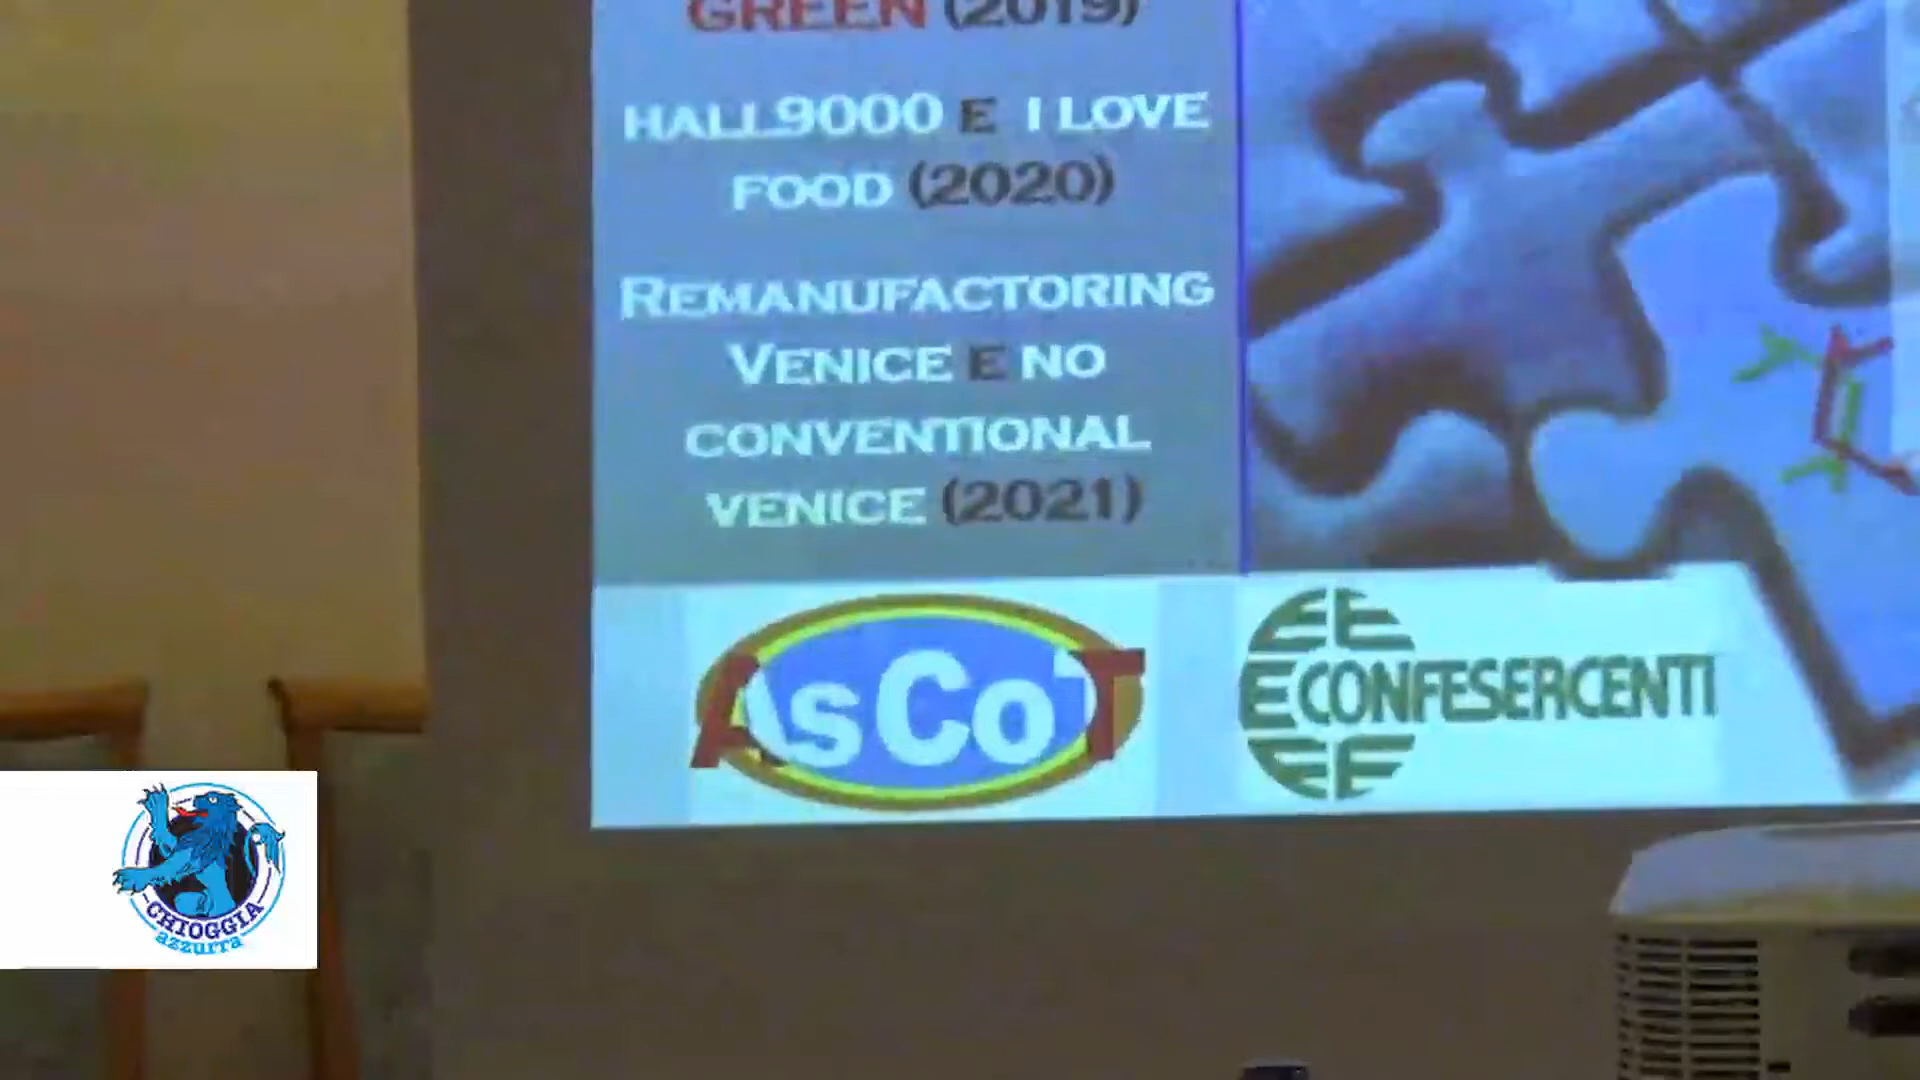 GREEN (2019)
HALL9000 E I LOVE
FOOD (2020)
REMANUFACTORING
VENICE E NO
CONVENTIONAL
VENICE (2021)
ASCOT
CONFESERCENTI
CHIOGGIA
azzurra